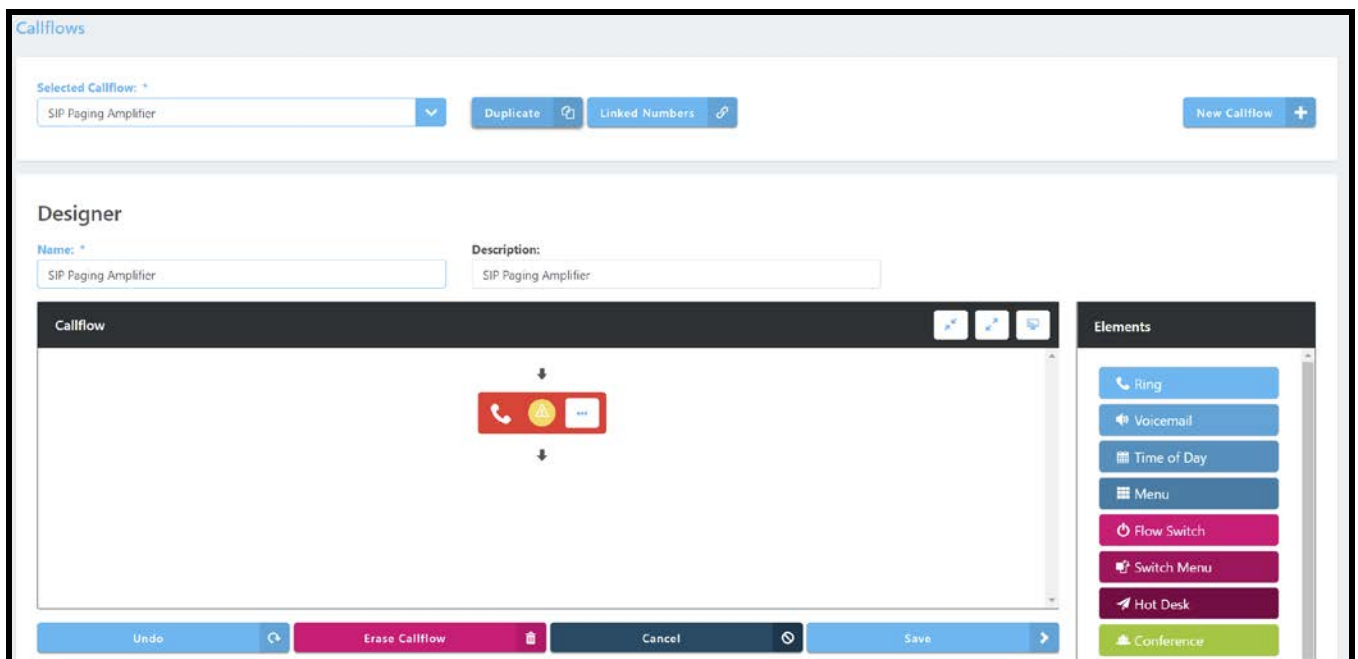 Callflows
Selected Callflow: *
SIP Paging Amplifier
Duplicate
Linked Numbers
New Callflow
Designer
Name: *
Description:
SIP Paging Amplifier
SIP Paging Amplifier
Callflow
Elements
Ring
Voicemail
Time of Day
Menu
Flow Switch
Switch Menu
Hot Desk
Conference
Undo
Erase Callflow
Cancel
Save